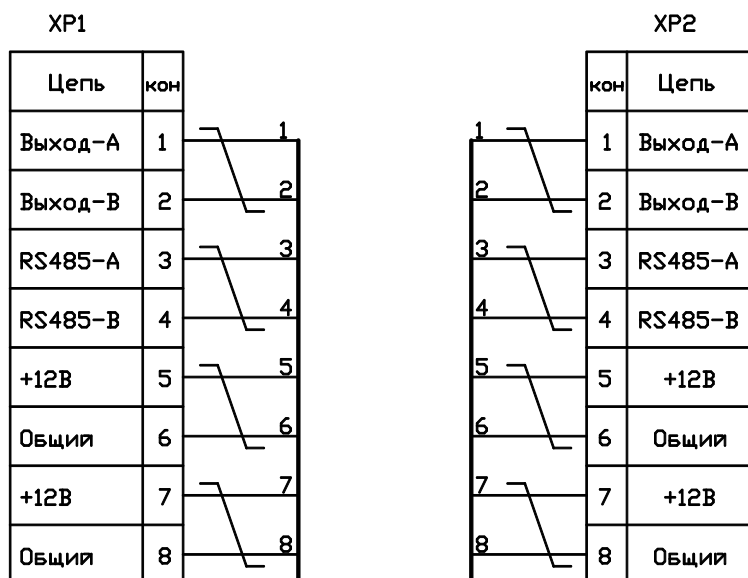 XP1 XP2
Цепь кон кон Цепь
Выход-А 1 1 1 1 Выход-А
Выход-В 2 2 2 2 Выход-В
RS485-А 3 3 3 3 RS485-А
RS485-В 4 4 4 4 RS485-В
+12В 5 5 5 5 +12В
Общий 6 6 6 6 Общий
+12В 7 7 7 7 +12В
Общий 8 8 8 8 Общий